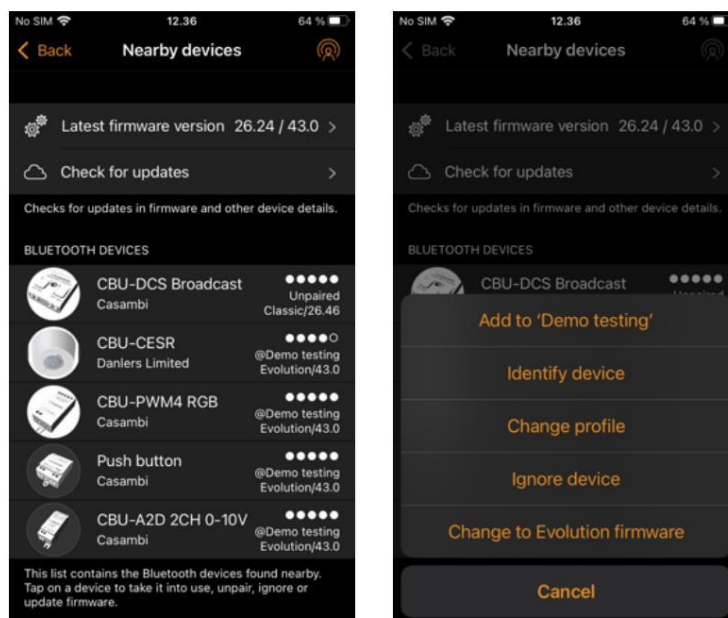 No SIM 12.36 64 %
Back Nearby devices
Latest firmware version 26.24 / 43.0
Check for updates
Checks for updates in firmware and other device details.
BLUETOOTH DEVICES
CBU-DCS Broadcast
Casambi
Unpaired
Classic/26.46
CBU-CESR
Danlers Limited
@Demo testing
Evolution/43.0
CBU-PWM4 RGB
Casambi
@Demo testing
Evolution/43.0
Push button
Casambi
@Demo testing
Evolution/43.0
CBU-A2D 2CH 0-10V
Casambi
@Demo testing
Evolution/43.0
This list contains the Bluetooth devices found nearby.
Tap on a device to take it into use, unpair, ignore or
update firmware.
No SIM 12.36 64 %
Back Nearby devices
Latest firmware version 26.24 / 43.0
Check for updates
Checks for updates in firmware and other device details.
BLUETOOTH DEVICES
CBU-DCS Broadcast
Add to ‘Demo testing’
Identify device
Change profile
Ignore device
Change to Evolution firmware
Cancel